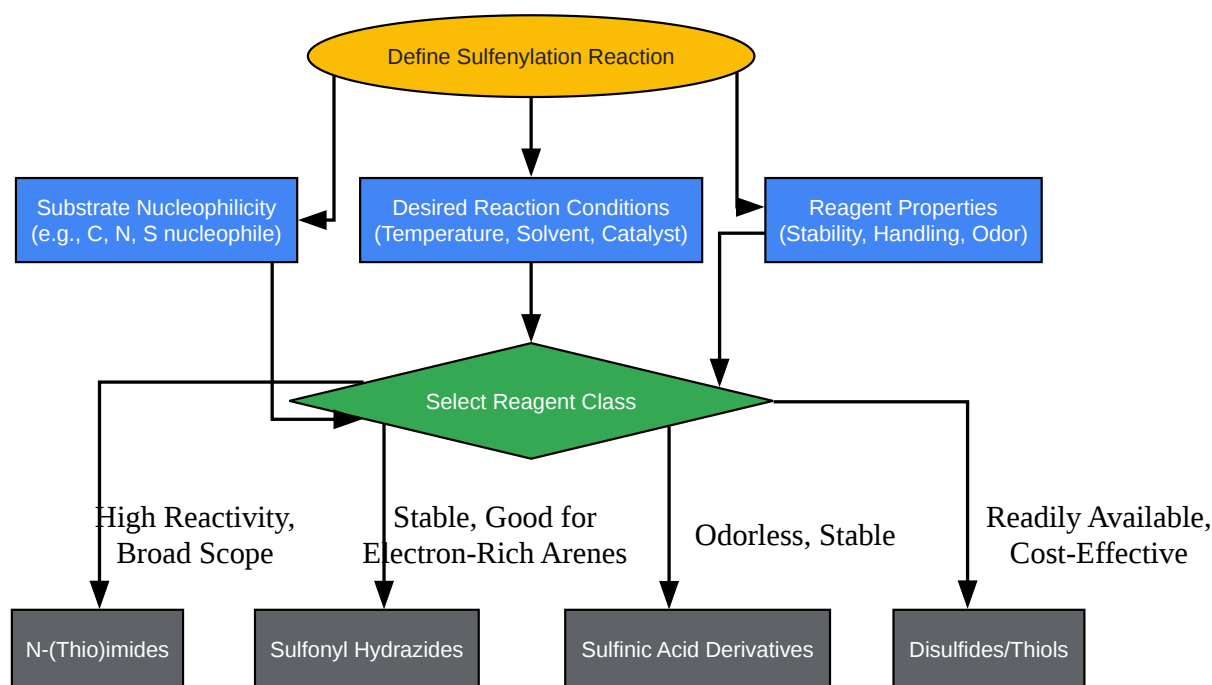 Define Sulfenylation Reaction
Substrate Nucleophilicity
(e.g., C, N, S nucleophile)
Desired Reaction Conditions
(Temperature, Solvent, Catalyst)
Reagent Properties
(Stability, Handling, Odor)
Select Reagent Class
High Reactivity,
Broad Scope
Stable, Good for
Electron-Rich Arenes
Odorless, Stable
Readily Available,
Cost-Effective
N-(Thio)imides
Sulfonyl Hydrazides
Sulfinic Acid Derivatives
Disulfides/Thiols